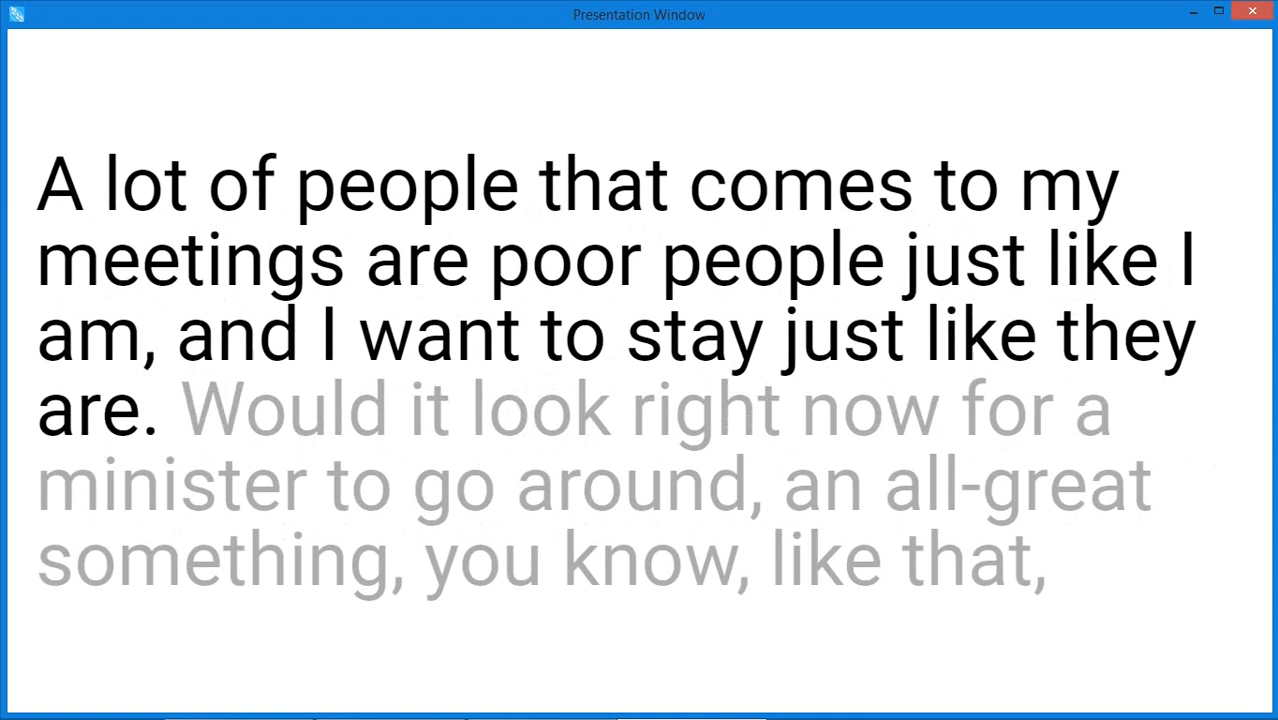 Presentation Window
A lot of people that comes to my
meetings are poor people just like I
am, and I want to stay just like they
are. Would it look right now for a
minister to go around, an all-great
something, you know, like that,